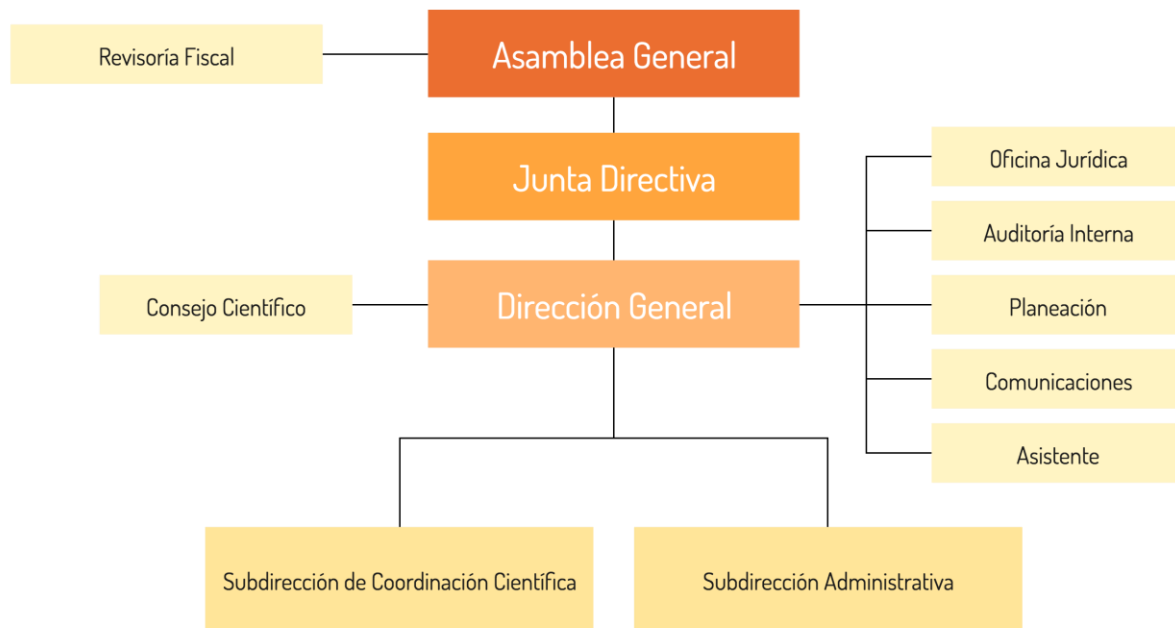 Revisoría Fiscal
Asamblea General
Junta Directiva
Oficina Jurídica
Auditoría Interna
Consejo Científico
Dirección General
Planeación
Comunicaciones
Asistente
Subdirección de Coordinación Científica
Subdirección Administrativa